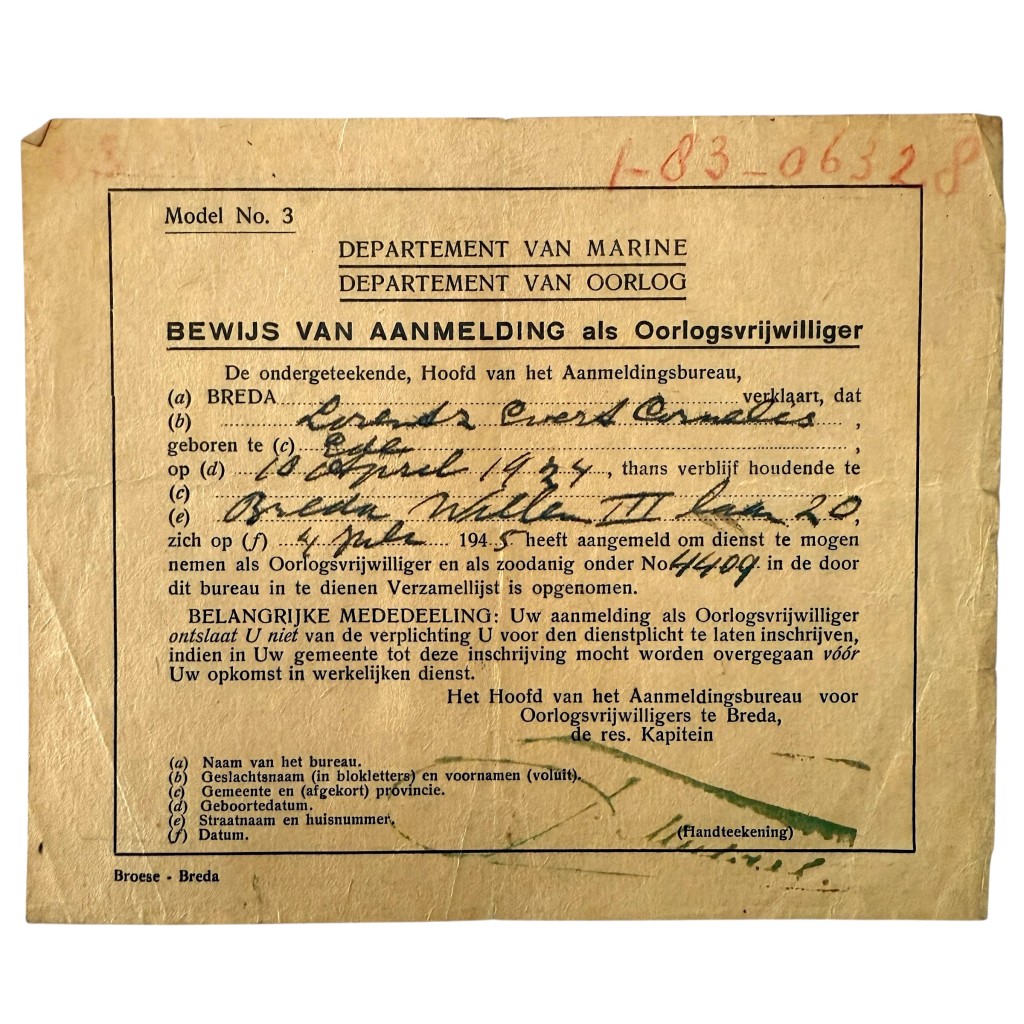 1-83-06328
Model No. 3
DEPARTEMENT VAN MARINE
DEPARTEMENT VAN OORLOG
BEWIJS VAN AANMELDING als Oorlogsvrijwilliger
De ondergeteekende, Hoofd van het Aanmeldingsbureau,
(a) BREDA verklaart, dat
(b) Lorentz Evert Cornelis,
geboren te (c) Ede,
op (d) 10 April 1924, thans verblijf houdende te
(c)
(e) Breda Willem III laan 20,
zich op (f) 4 Juli 1945 heeft aangemeld om dienst te mogen
nemen als Oorlogsvrijwilliger en als zoodanig onder No 4409 in de door
dit bureau in te dienen Verzamellijst is opgenomen.
BELANGRIJKE MEDEDEELING: Uw aanmelding als Oorlogsvrijwilliger
ontslaat U niet van de verplichting U voor den dienstplicht te laten inschrijven,
indien in Uw gemeente tot deze inschrijving mocht worden overgegaan vóór
Uw opkomst in werkelijken dienst.
Het Hoofd van het Aanmeldingsbureau voor
Oorlogsvrijwilligers te Breda,
de res. Kapitein
(a) Naam van het bureau.
(b) Geslachtsnaam (in blokletters) en voornamen (voluit).
(c) Gemeente en (afgekort) provincie.
(d) Geboortedatum.
(e) Straatnaam en huisnummer.
(f) Datum.
(Handteekening)
Broese - Breda